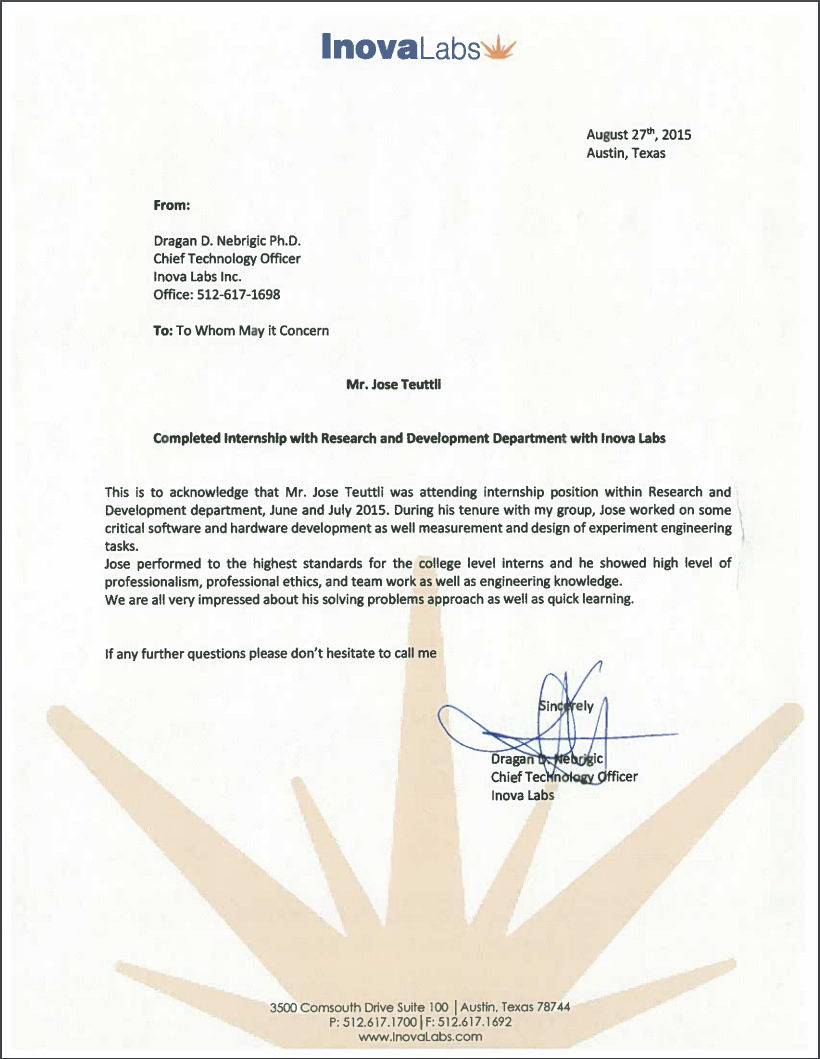 InovaLabs
August 27th, 2015
Austin, Texas
From:
Dragan D. Nebrigic Ph.D.
Chief Technology Officer
Inova Labs Inc.
Office: 512-617-1698
To: To Whom May it Concern
Mr. Jose Teuttli
Completed Internship with Research and Development Department with Inova Labs
This is to acknowledge that Mr. Jose Teuttli was attending internship position within Research and
Development department, June and July 2015. During his tenure with my group, Jose worked on some
critical software and hardware development as well measurement and design of experiment engineering
tasks.
Jose performed to the highest standards for the college level interns and he showed high level of
professionalism, professional ethics, and team work as well as engineering knowledge.
We are all very impressed about his solving problems approach as well as quick learning.
If any further questions please don't hesitate to call me
Sincerely
Dragan D. Nebrigic
Chief Technology Officer
Inova Labs
3500 Comsouth Drive Suite 100 | Austin, Texas 78744
P: 512.617.1700 | F: 512.617.1692
www.InovaLabs.com